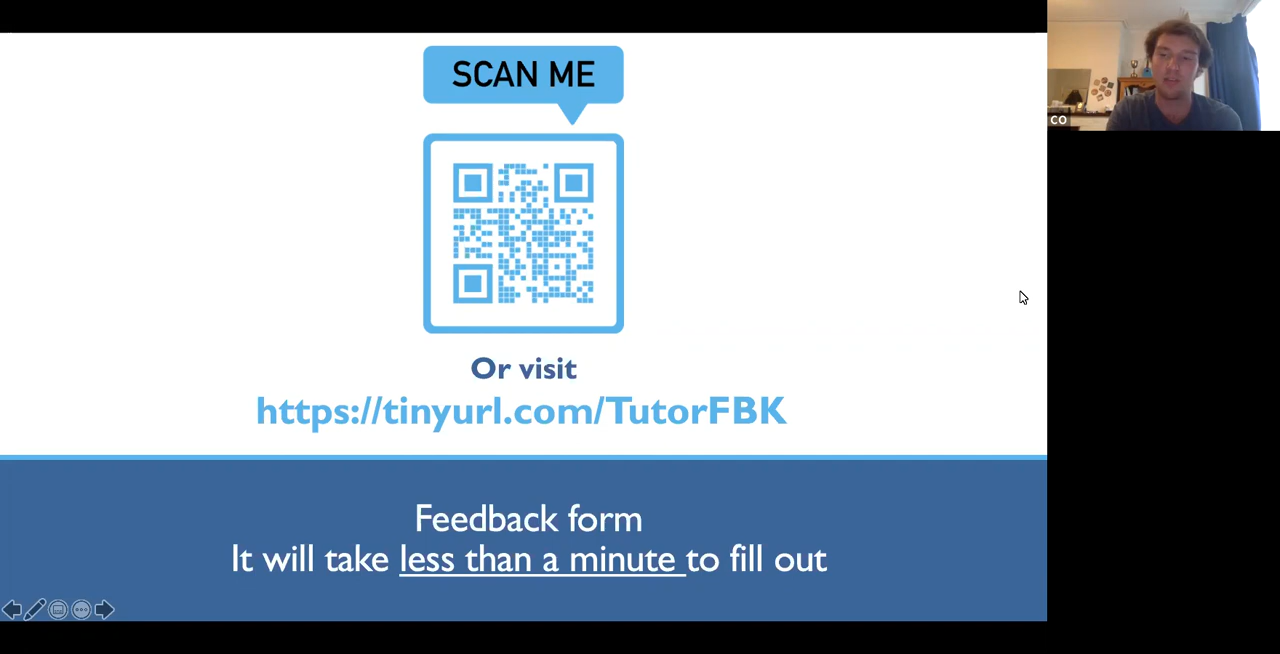 SCAN ME
CO
Or visit
https://tinyurl.com/TutorFBK
Feedback form
It will take less than a minute to fill out